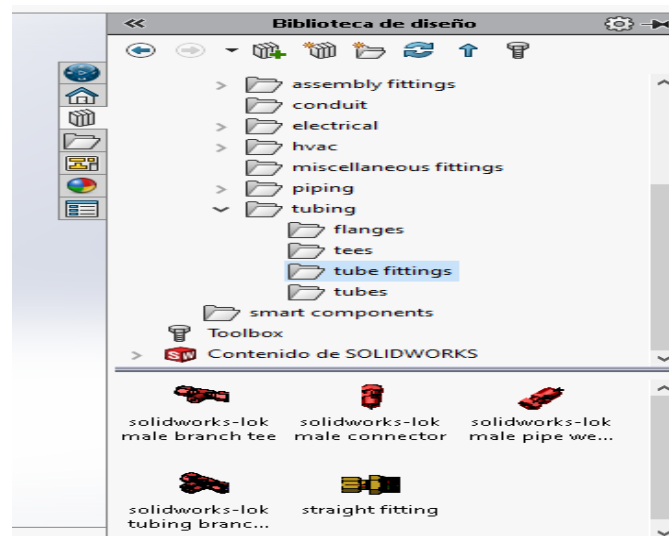 Biblioteca de diseño
assembly fittings
conduit
electrical
hvac
miscellaneous fittings
piping
tubing
flanges
tees
tube fittings
tubes
smart components
Toolbox
SW Contenido de SOLIDWORKS
solidworks-lok
male branch tee
solidworks-lok
male connector
solidworks-lok
male pipe we...
solidworks-lok
tubing branc...
straight fitting